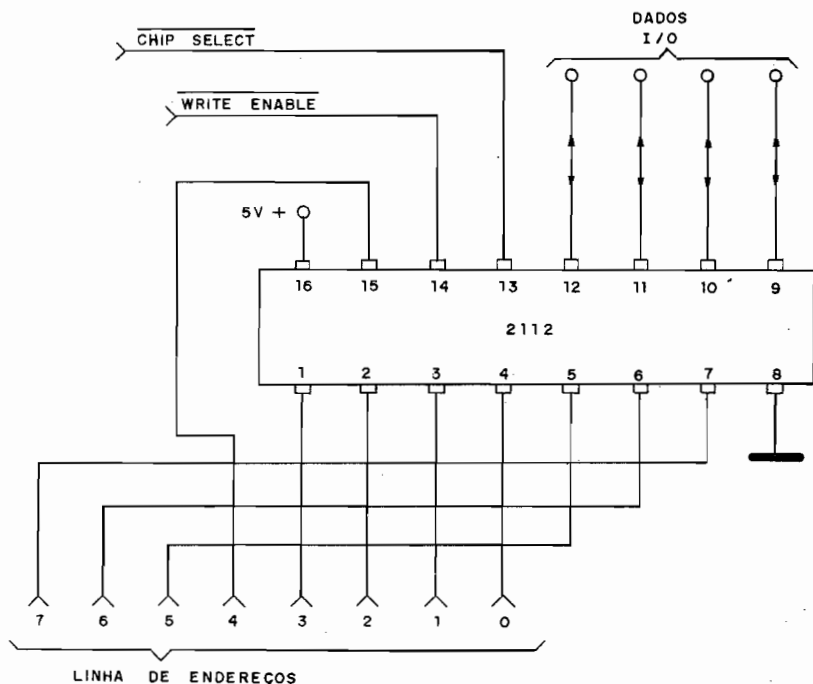 DADOS
I/O
CHIP SELECT
WRITE ENABLE
5V +
16 15 14 13 12 11 10 9
2112
1 2 3 4 5 6 7 8
7 6 5 4 3 2 1 0
LINHA DE ENDEREÇOS